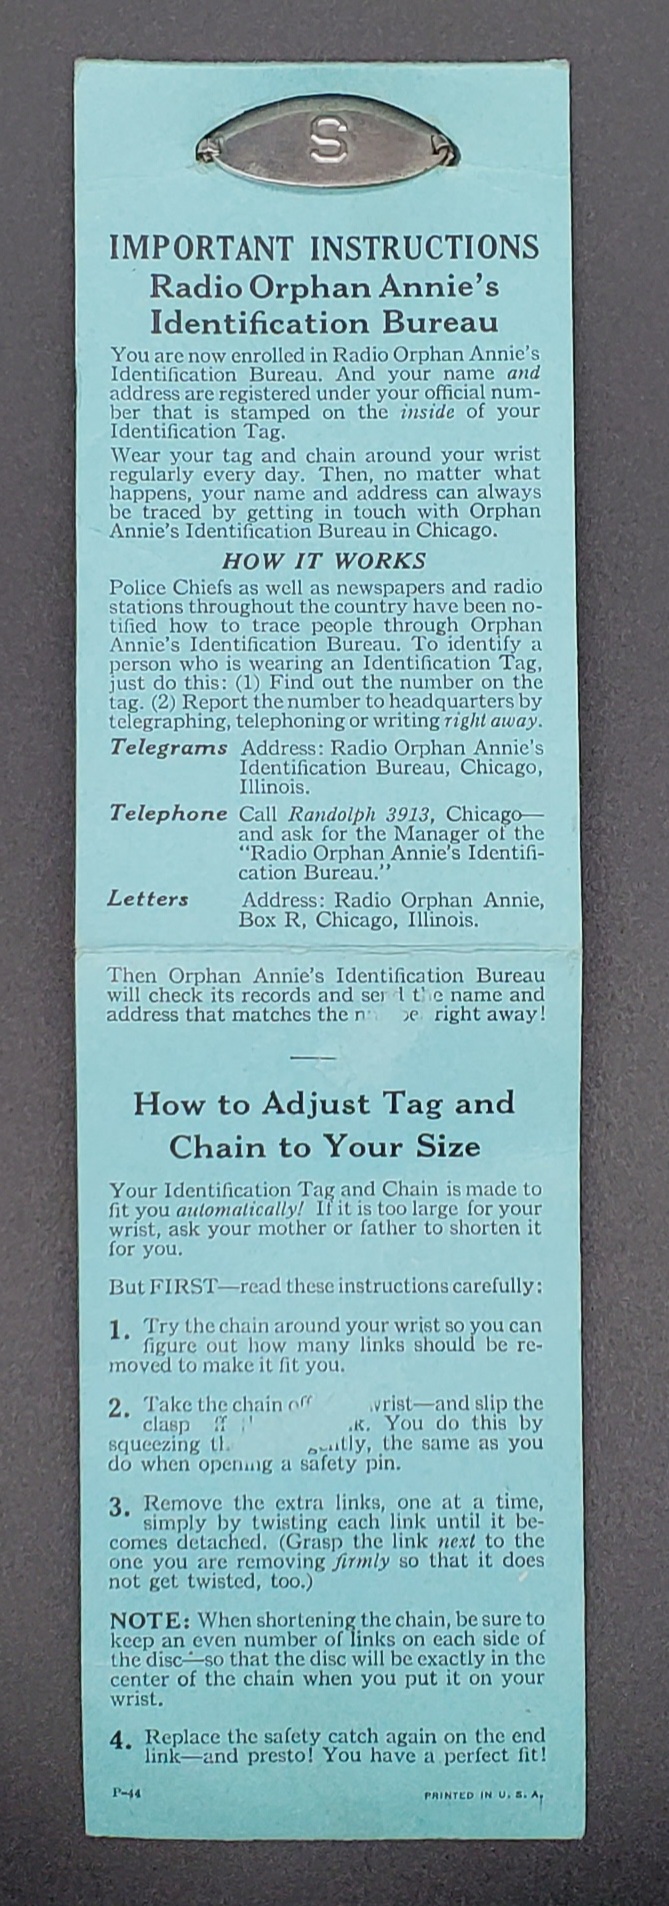 S
IMPORTANT INSTRUCTIONS
Radio Orphan Annie's
Identification Bureau
You are now enrolled in Radio Orphan Annie's
Identification Bureau. And your name and
address are registered under your official num-
ber that is stamped on the inside of your
Identification Tag.
Wear your tag and chain around your wrist
regularly every day. Then, no matter what
happens, your name and address can always
be traced by getting in touch with Orphan
Annie's Identification Bureau in Chicago.
HOW IT WORKS
Police Chiefs as well as newspapers and radio
stations throughout the country have been no-
tified how to trace people through Orphan
Annie's Identification Bureau. To identify a
person who is wearing an Identification Tag,
just do this: (1) Find out the number on the
tag. (2) Report the number to headquarters by
telegraphing, telephoning or writing right away.
Telegrams Address: Radio Orphan Annie's
Identification Bureau, Chicago,
Illinois.
Telephone Call Randolph 3913, Chicago—
and ask for the Manager of the
"Radio Orphan Annie's Identifi-
cation Bureau."
Letters Address: Radio Orphan Annie,
Box R, Chicago, Illinois.
Then Orphan Annie's Identification Bureau
will check its records and send the name and
address that matches the right away!
How to Adjust Tag and
Chain to Your Size
Your Identification Tag and Chain is made to
fit you automatically! If it is too large for your
wrist, ask your mother or father to shorten it
for you.
But FIRST—read these instructions carefully:
1. Try the chain around your wrist so you can
figure out how many links should be re-
moved to make it fit you.
2. Take the chain off wrist—and slip the
clasp You do this by
squeezing gently, the same as you
do when opening a safety pin.
3. Remove the extra links, one at a time,
simply by twisting each link until it be-
comes detached. (Grasp the link next to the
one you are removing firmly so that it does
not get twisted, too.)
NOTE: When shortening the chain, be sure to
keep an even number of links on each side of
the disc—so that the disc will be exactly in the
center of the chain when you put it on your
wrist.
4. Replace the safety catch again on the end
link—and presto! You have a perfect fit!
P-44
PRINTED IN U. S. A.